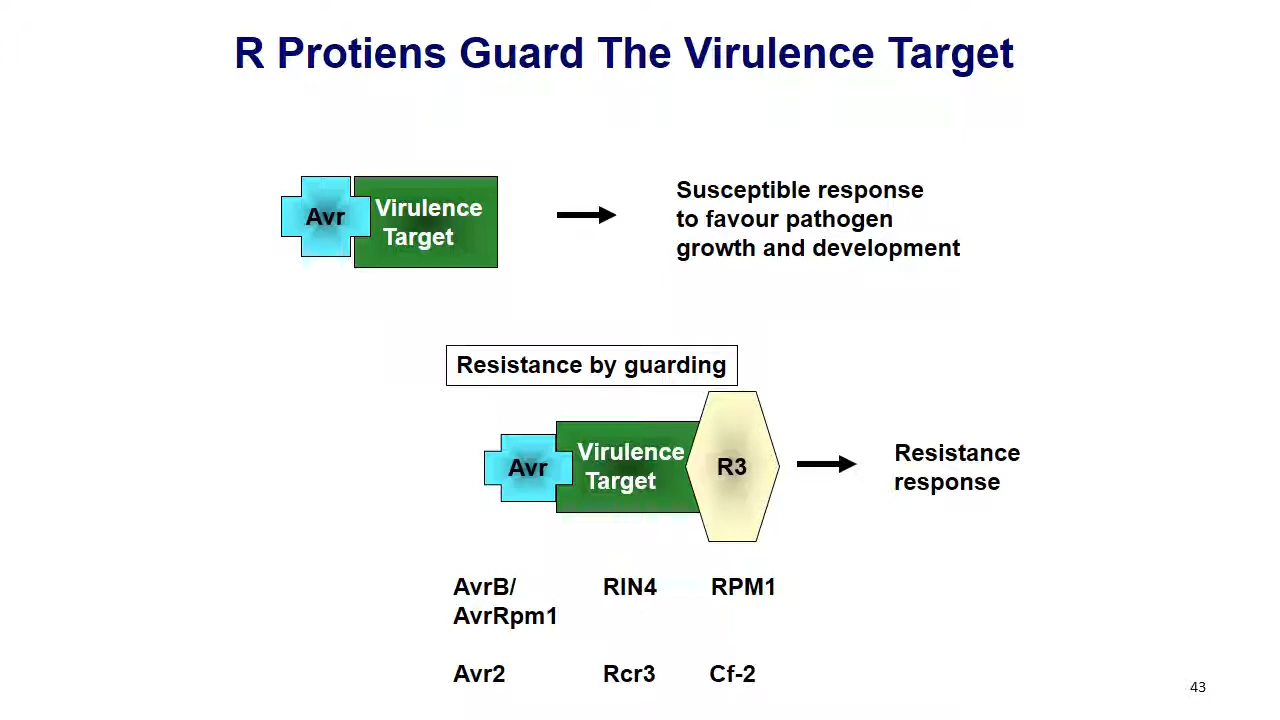 R Protiens Guard The Virulence Target
Avr
Virulence
Target
Susceptible response
to favour pathogen
growth and development
Resistance by guarding
Avr
Virulence
Target
R3
Resistance
response
AvrB/
AvrRpm1
RIN4
RPM1
Avr2
Rcr3
Cf-2
43